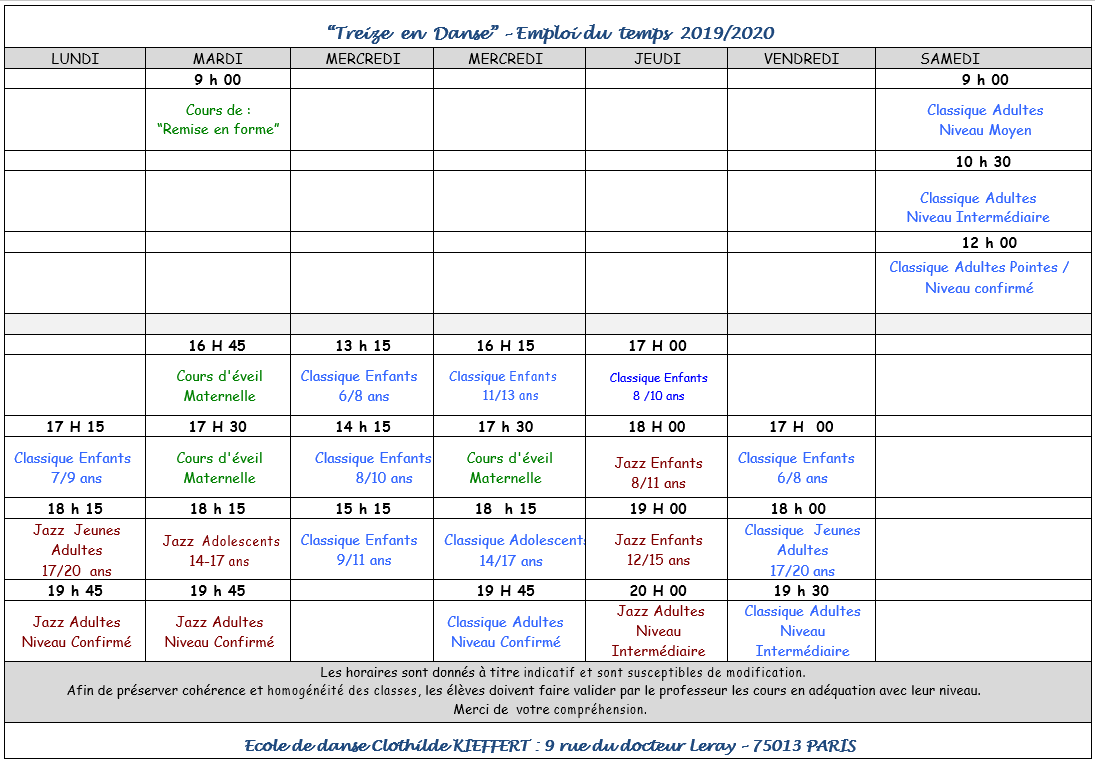 “Treize en Danse” - Emploi du temps 2019/2020
LUNDI MARDI MERCREDI MERCREDI JEUDI VENDREDI SAMEDI
9 h 00 9 h 00
Cours de : Classique Adultes
“Remise en forme” Niveau Moyen
10 h 30
Classique Adultes
Niveau Intermédiaire
12 h 00
Classique Adultes Pointes /
Niveau confirmé
16 H 45 13 h 15 16 H 15 17 H 00
Cours d'éveil Classique Enfants Classique Enfants Classique Enfants
Maternelle 6/8 ans 11/13 ans 8 /10 ans
17 H 15 17 H 30 14 h 15 17 h 30 18 H 00 17 H 00
Classique Enfants Cours d'éveil Classique Enfants Cours d'éveil Jazz Enfants Classique Enfants
7/9 ans Maternelle 8/10 ans Maternelle 8/11 ans 6/8 ans
18 h 15 18 h 15 15 h 15 18 h 15 19 H 00 18 h 00
Jazz Jeunes Jazz Adolescents Classique Enfants Classique Adolescents Jazz Enfants Classique Jeunes
Adultes 14-17 ans 9/11 ans 14/17 ans 12/15 ans Adultes
17/20 ans 17/20 ans
19 h 45 19 h 45 19 H 45 20 H 00 19 h 30
Jazz Adultes Jazz Adultes Classique Adultes Jazz Adultes Classique Adultes
Niveau Confirmé Niveau Confirmé Niveau Confirmé Niveau Niveau
Intermédiaire Intermédiaire
Les horaires sont donnés à titre indicatif et sont susceptibles de modification.
Afin de préserver cohérence et homogénéité des classes, les élèves doivent faire valider par le professeur les cours en adéquation avec leur niveau.
Merci de votre compréhension.
Ecole de danse Clothilde KIEFFERT : 9 rue du docteur Leray - 75013 PARIS